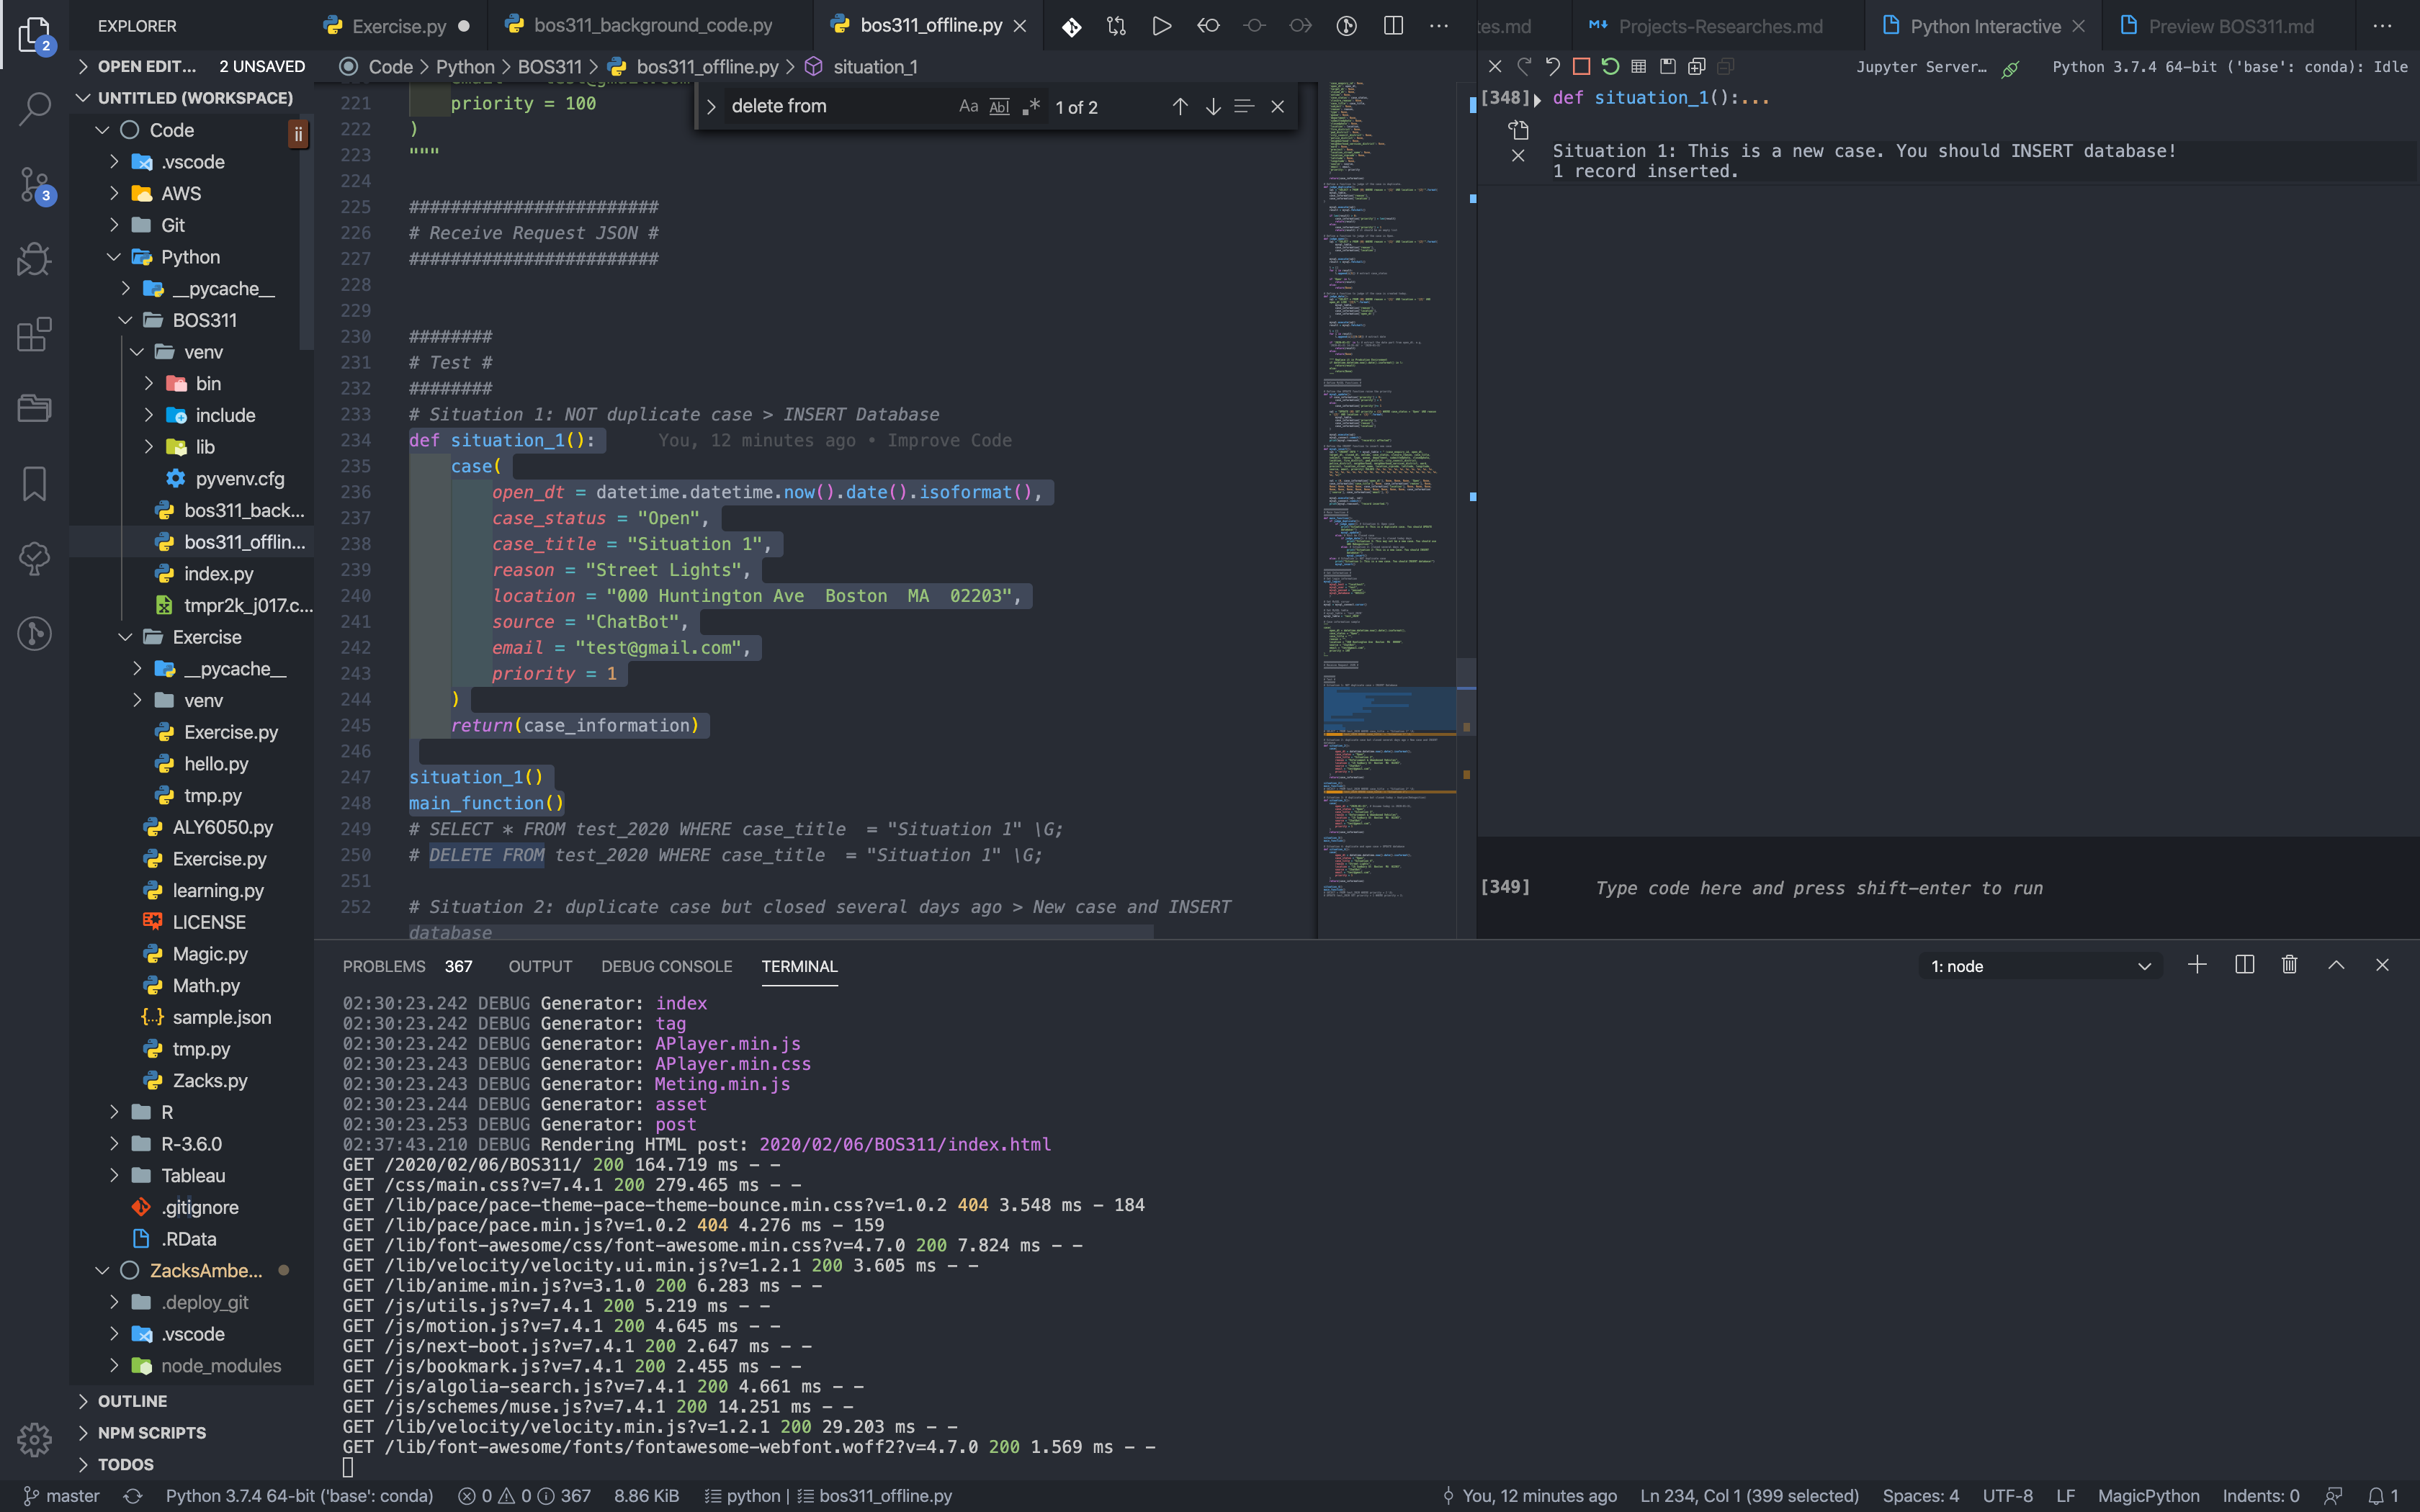 EXPLORER
2
3
OPEN EDIT... 2 UNSAVED
UNTITLED (WORKSPACE)
Code
.vscode
AWS
Git
Python
__pycache__
BOS311
venv
bin
include
lib
pyvenv.cfg
bos311_back...
bos311_offlin...
index.py
tmpr2k_j017.c...
Exercise
__pycache__
venv
Exercise.py
hello.py
tmp.py
ALY6050.py
Exercise.py
learning.py
LICENSE
Magic.py
Math.py
sample.json
tmp.py
Zacks.py
R
R-3.6.0
Tableau
.gitignore
.RData
ZacksAmbe...
.deploy_git
.vscode
node_modules
OUTLINE
NPM SCRIPTS
TODOS
Exercise.py
bos311_background_code.py
bos311_offline.py
Code > Python > BOS311 > bos311_offline.py > situation_1
delete from Aa Abl .* 1 of 2
221 priority = 100
222 )
223 """
224
225 ########################
226 # Receive Request JSON #
227 ########################
228
229
230 ########
231 # Test #
232 ########
233 # Situation 1: NOT duplicate case > INSERT Database
234 def situation_1(): You, 12 minutes ago • Improve Code
235 case(
236 open_dt = datetime.datetime.now().date().isoformat(),
237 case_status = "Open",
238 case_title = "Situation 1",
239 reason = "Street Lights",
240 location = "000 Huntington Ave  Boston  MA  02203",
241 source = "ChatBot",
242 email = "test@gmail.com",
243 priority = 1
244 )
245 return(case_information)
246
247 situation_1()
248 main_function()
249 # SELECT * FROM test_2020 WHERE case_title  = "Situation 1" \G;
250 # DELETE FROM test_2020 WHERE case_title  = "Situation 1" \G;
251
252 # Situation 2: duplicate case but closed several days ago > New case and INSERT
database
tes.md
Projects-Researches.md
Python Interactive
Preview BOS311.md
Jupyter Server… Python 3.7.4 64-bit ('base': conda): Idle
[348] def situation_1():...
Situation 1: This is a new case. You should INSERT database!
1 record inserted.
[349] Type code here and press shift-enter to run
PROBLEMS 367 OUTPUT DEBUG CONSOLE TERMINAL
1: node
02:30:23.242 DEBUG Generator: index
02:30:23.242 DEBUG Generator: tag
02:30:23.242 DEBUG Generator: APlayer.min.js
02:30:23.243 DEBUG Generator: APlayer.min.css
02:30:23.243 DEBUG Generator: Meting.min.js
02:30:23.244 DEBUG Generator: asset
02:30:23.253 DEBUG Generator: post
02:37:43.210 DEBUG Rendering HTML post: 2020/02/06/BOS311/index.html
GET /2020/02/06/BOS311/ 200 164.719 ms - -
GET /css/main.css?v=7.4.1 200 279.465 ms - -
GET /lib/pace/pace-theme-pace-theme-bounce.min.css?v=1.0.2 404 3.548 ms - 184
GET /lib/pace/pace.min.js?v=1.0.2 404 4.276 ms - 159
GET /lib/font-awesome/css/font-awesome.min.css?v=4.7.0 200 7.824 ms - -
GET /lib/velocity/velocity.ui.min.js?v=1.2.1 200 3.605 ms - -
GET /lib/anime.min.js?v=3.1.0 200 6.283 ms - -
GET /js/utils.js?v=7.4.1 200 5.219 ms - -
GET /js/motion.js?v=7.4.1 200 4.645 ms - -
GET /js/next-boot.js?v=7.4.1 200 2.647 ms - -
GET /js/bookmark.js?v=7.4.1 200 2.455 ms - -
GET /js/algolia-search.js?v=7.4.1 200 4.661 ms - -
GET /js/schemes/muse.js?v=7.4.1 200 14.251 ms - -
GET /lib/velocity/velocity.min.js?v=1.2.1 200 29.203 ms - -
GET /lib/font-awesome/fonts/fontawesome-webfont.woff2?v=4.7.0 200 1.569 ms - -
master Python 3.7.4 64-bit ('base': conda) 0 0 367 8.86 KiB python | bos311_offline.py You, 12 minutes ago Ln 234, Col 1 (399 selected) Spaces: 4 UTF-8 LF MagicPython Indents: 0 1